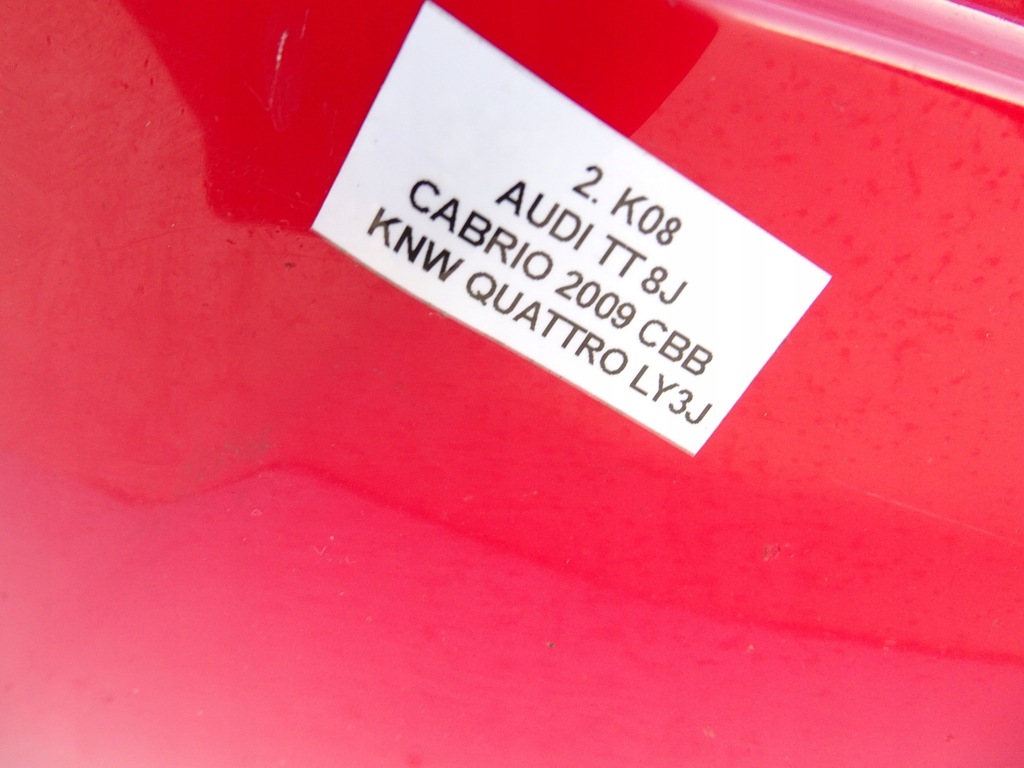 2. K08
AUDI TT 8J
CABRIO 2009 CBB
KNW QUATTRO LY3J